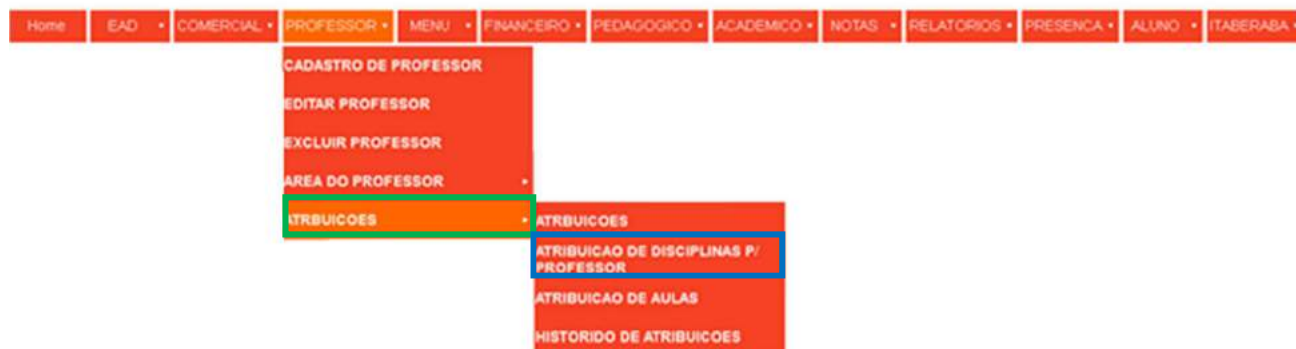 Home EAD COMERCIAL PROFESSOR MENU FINANCEIRO PEDAGOGICO ACADEMICO NOTAS RELATORIOS PRESENCA ALUNO ITABERABA
CADASTRO DE PROFESSOR
EDITAR PROFESSOR
EXCLUIR PROFESSOR
AREA DO PROFESSOR
ATRBUICOES
ATRBUICOES
ATRIBUICAO DE DISCIPLINAS P/
PROFESSOR
ATRIBUICAO DE AULAS
HISTORIDO DE ATRIBUICOES